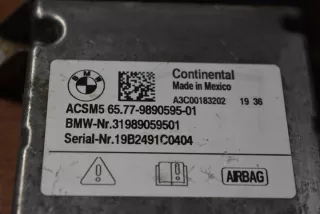 BMW
Continental
Made in Mexico
A3C00183202 19 36
ACSM5 65.77-9890595-01
BMW-Nr.31989059501
Serial-Nr.19B2491C0404
AIRBAG